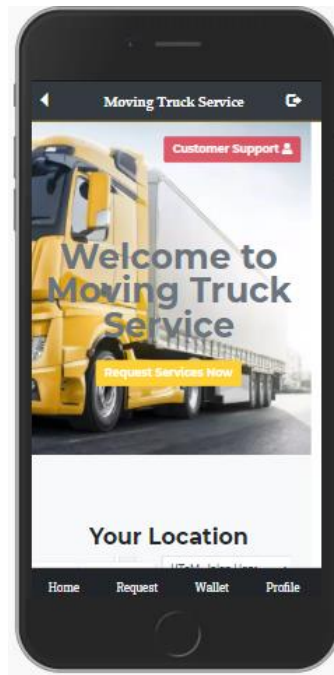 Moving Truck Service
Customer Support
Welcome to
Moving Truck
Service
Request Services Now
Your Location
Home Request Wallet Profile